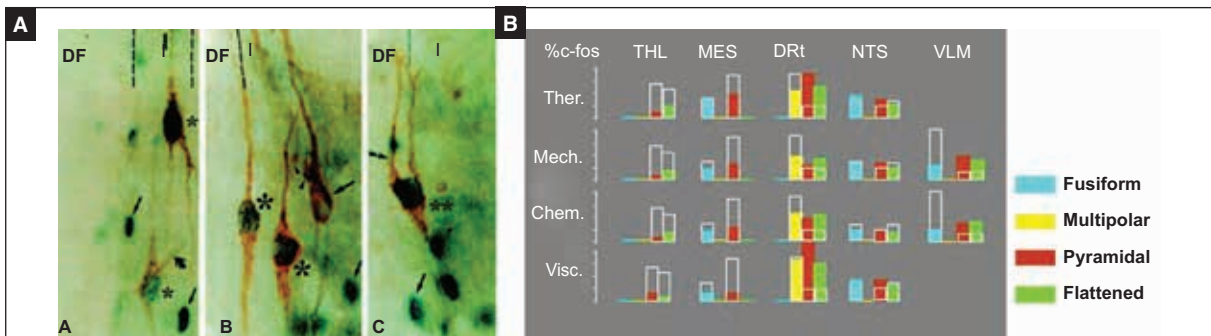 A
DF I
DF I
DF I
A
B
C
B
%c-fos THL MES DRt NTS VLM
Ther.
Mech.
Chem.
Visc.
Fusiform
Multipolar
Pyramidal
Flattened